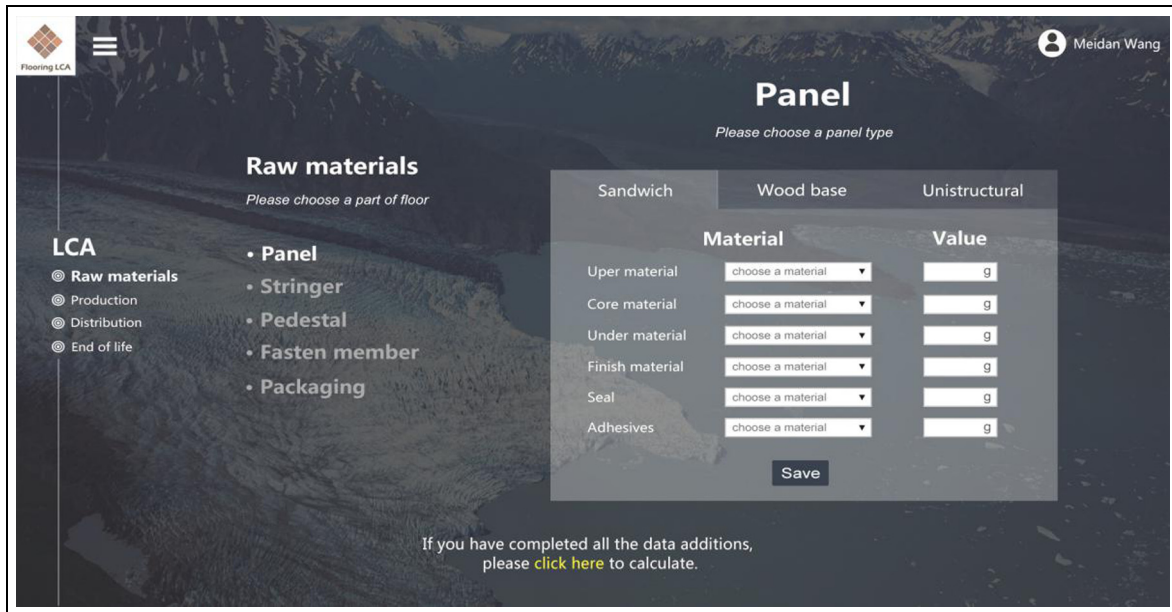 Flooring LCA
Meidan Wang
LCA
Raw materials
Production
Distribution
End of life
Raw materials
Please choose a part of floor
• Panel
• Stringer
• Pedestal
• Fasten member
• Packaging
Panel
Please choose a panel type
Sandwich Wood base Unistructural
Material Value
Uper material choose a material ▼ g
Core material choose a material ▼ g
Under material choose a material ▼ g
Finish material choose a material ▼ g
Seal choose a material ▼ g
Adhesives choose a material ▼ g
Save
If you have completed all the data additions,
please click here to calculate.